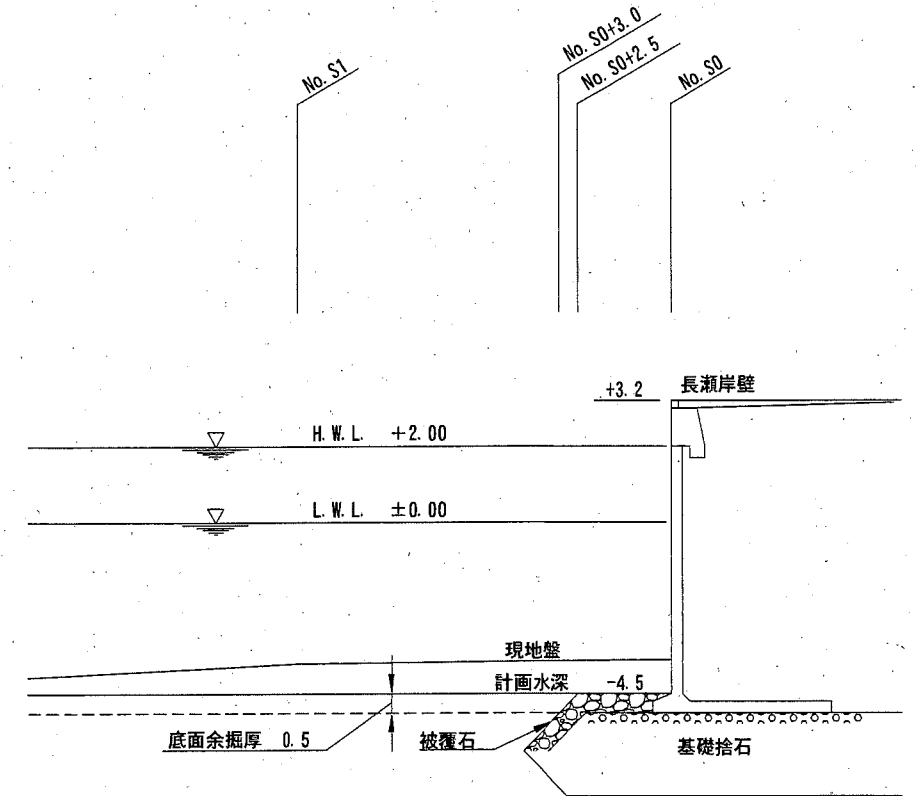 No. S1
No. S0+3.0
No. S0+2.5
No. S0
+3.2 長瀬岸壁
H.W.L. +2.00
L.W.L. ±0.00
現地盤
計画水深 -4.5
底面余掘厚 0.5
被覆石
基礎捨石